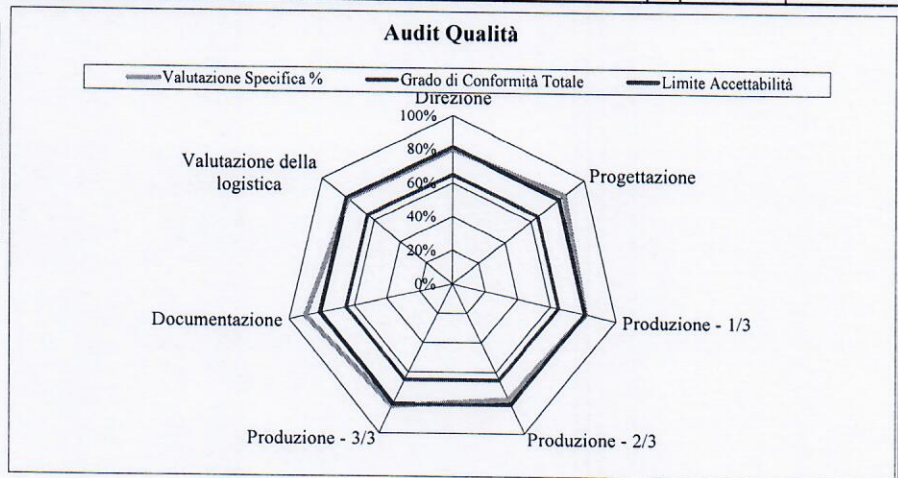 Audit Qualità
Valutazione Specifica %
Grado di Conformità Totale
Limite Accettabilità
Direzione
100%
80%
60%
40%
20%
0%
Progettazione
Produzione - 1/3
Produzione - 2/3
Produzione - 3/3
Documentazione
Valutazione della
logistica